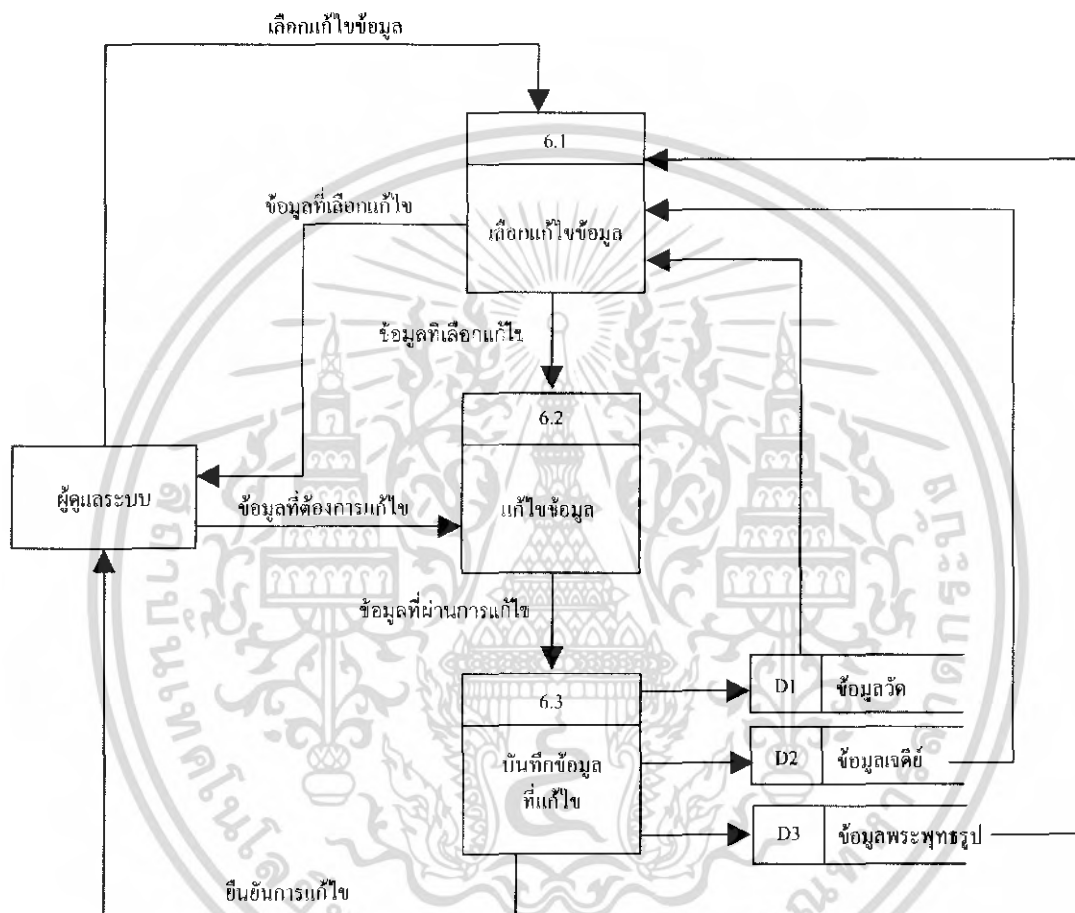 เลือกแก้ไขข้อมูล
6.1
เลือกแก้ไขข้อมูล
ข้อมูลที่เลือกแก้ไข
ข้อมูลที่เลือกแก้ไข
6.2
แก้ไขข้อมูล
ผู้ดูแลระบบ
ข้อมูลที่ต้องการแก้ไข
ข้อมูลที่ผ่านการแก้ไข
6.3
บันทึกข้อมูล
ที่แก้ไข
D1
ข้อมูลวัด
D2
ข้อมูลเจดีย์
D3
ข้อมูลพระพุทธรูป
ยืนยันการแก้ไข